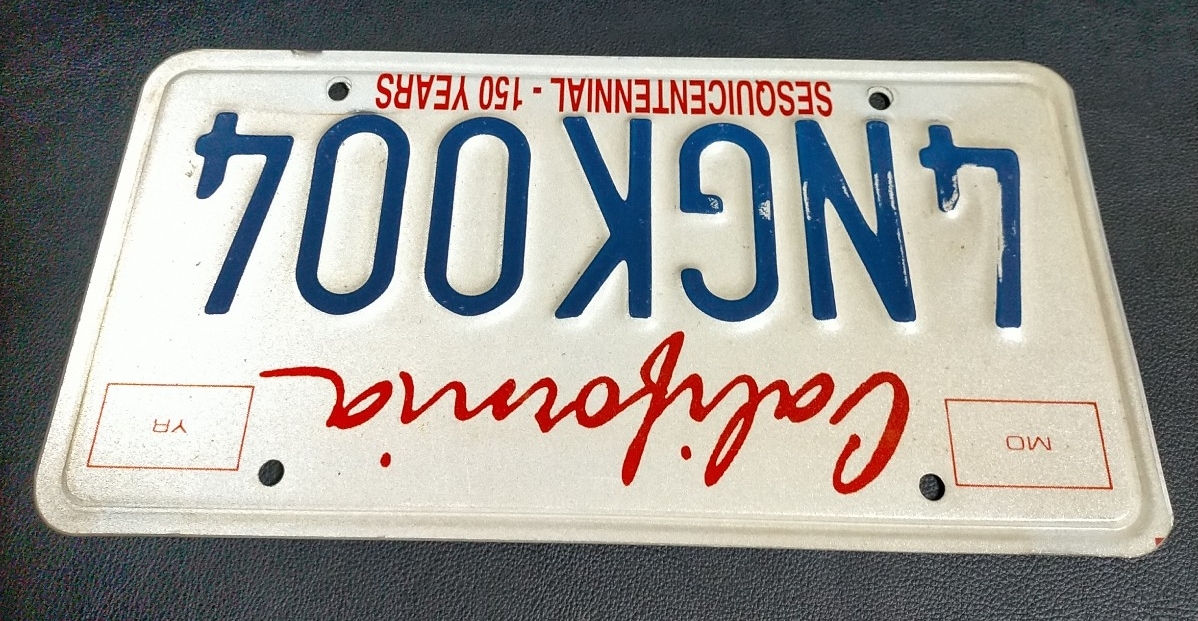 MO California YR
4NGK004
SESQUICENTENNIAL - 150 YEARS